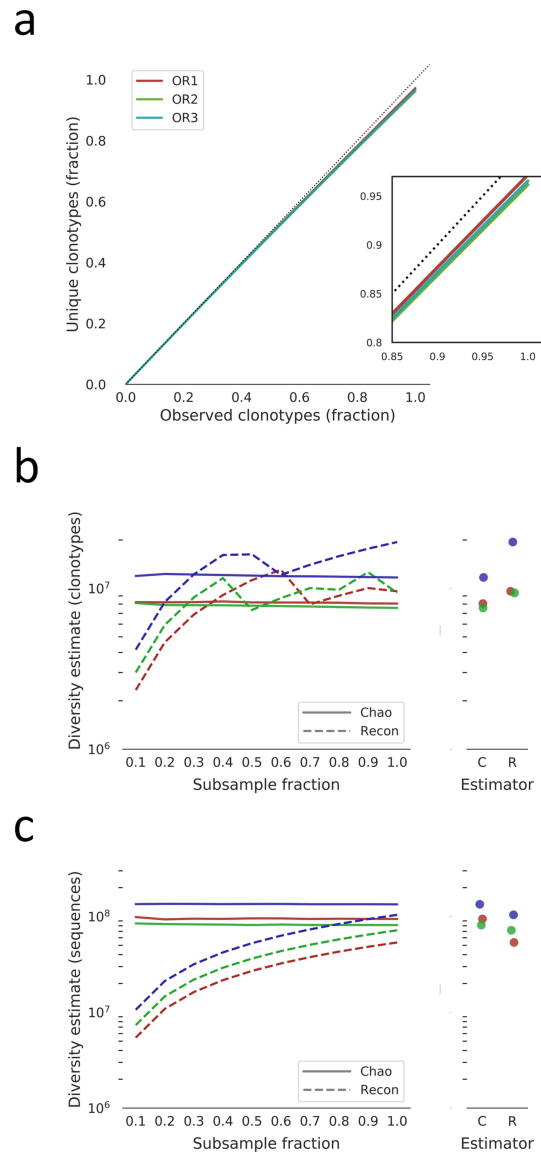 a
Unique clonotypes (fraction)
1.0
0.8
0.6
0.4
0.2
0.0
OR1
OR2
OR3
0.95
0.9
0.85
0.8
0.85 0.9 0.95 1.0
0.0 0.2 0.4 0.6 0.8 1.0
Observed clonotypes (fraction)
b
Diversity estimate (clonotypes)
10⁷
10⁶
Chao
Recon
0.1 0.2 0.3 0.4 0.5 0.6 0.7 0.8 0.9 1.0
Subsample fraction
C R
Estimator
c
Diversity estimate (sequences)
10⁸
10⁷
10⁶
Chao
Recon
0.1 0.2 0.3 0.4 0.5 0.6 0.7 0.8 0.9 1.0
Subsample fraction
C R
Estimator